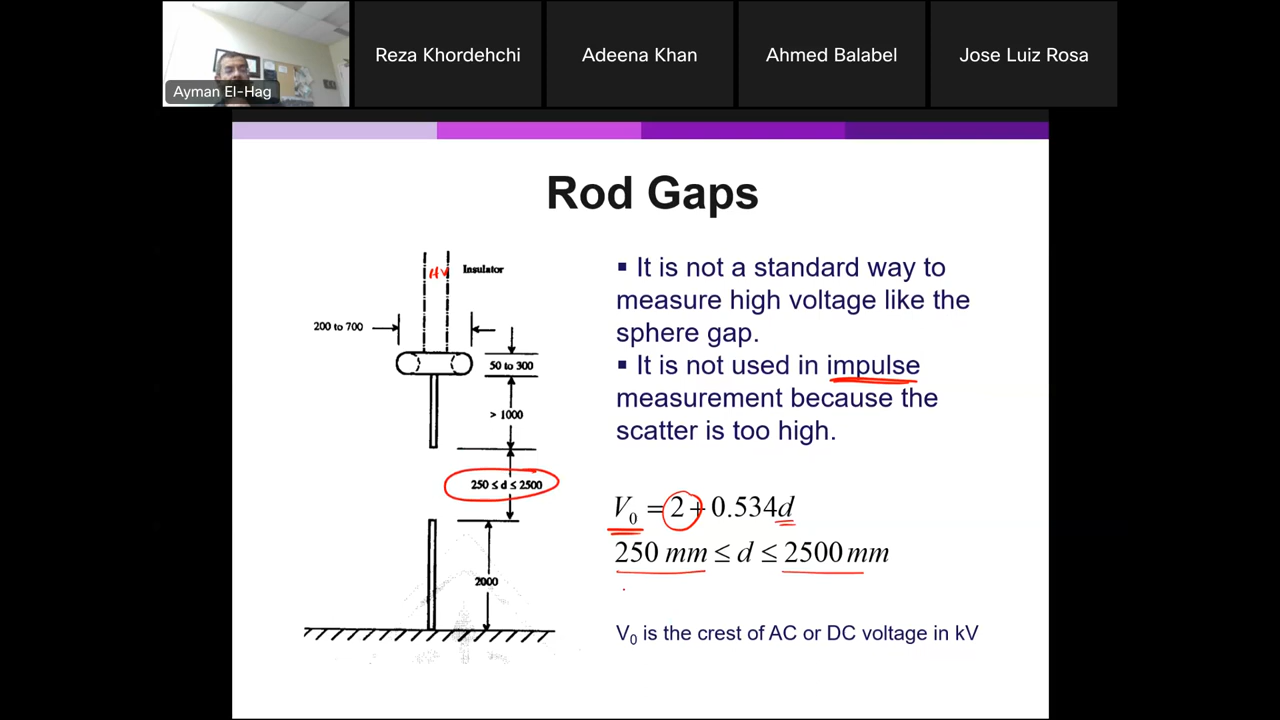 Reza Khordehchi
Adeena Khan
Ahmed Balabel
Jose Luiz Rosa
Ayman El-Hag
Rod Gaps
HV
Insulator
200 to 700
50 to 300
> 1000
250 ≤ d ≤ 2500
2000
▪ It is not a standard way to
measure high voltage like the
sphere gap.
▪ It is not used in impulse
measurement because the
scatter is too high.
V₀ = 2 + 0.534d
250 mm ≤ d ≤ 2500 mm
V₀ is the crest of AC or DC voltage in kV